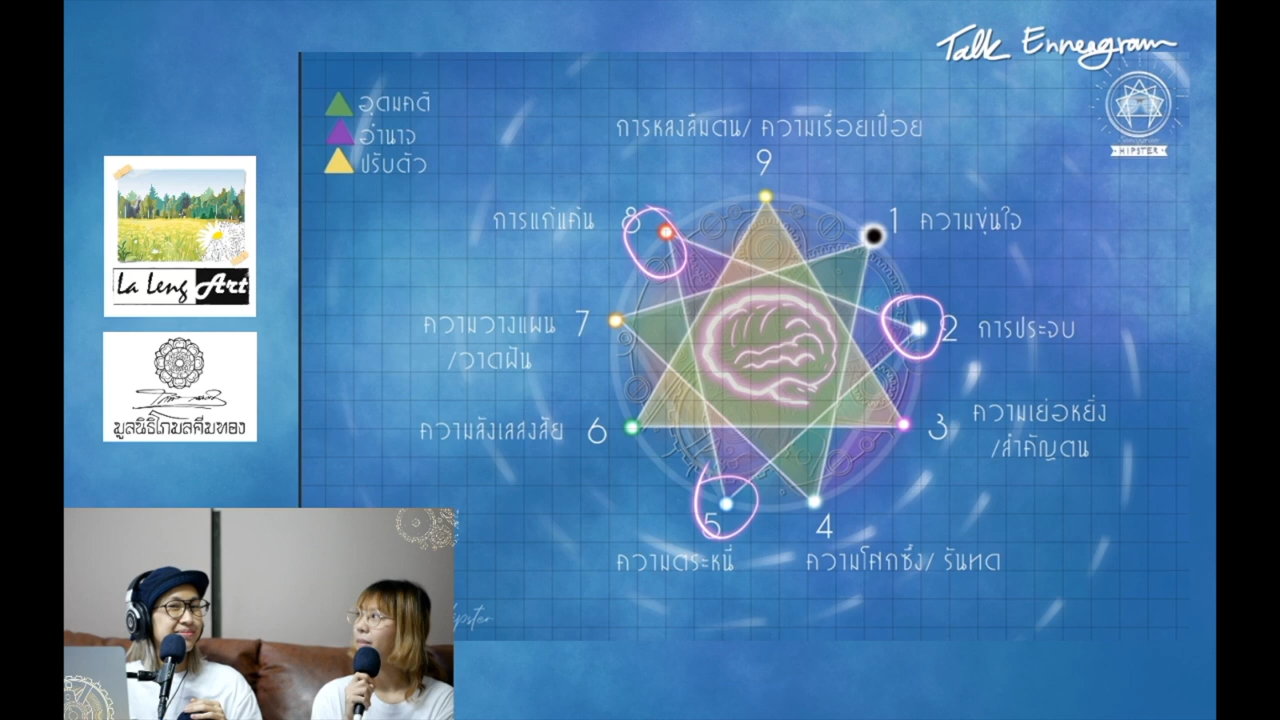 Talk Enneagram
HIPSTER
อุดมคติ
อำนาจ
ปรับตัว
การหลงลืมตน/ ความเรื่อยเปื่อย
9
การแก้แค้น 8
1 ความขุ่นใจ
ความวางแผน 7
/วาดฝัน
2 การประจบ
ความลังเลสงสัย 6
3 ความเย่อหยิ่ง
/สำคัญตน
5
ความตระหนี่
4
ความโศกซึ้ง/ รันทด
La Leng Art
มูลนิธิโกมลคีมทอง